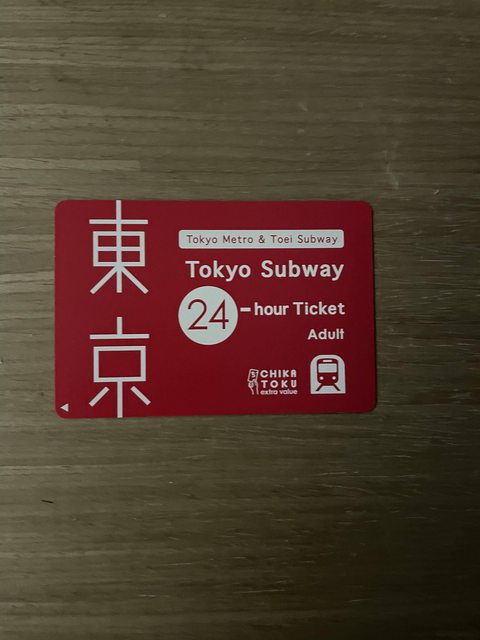 東京
Tokyo Metro & Toei Subway
Tokyo Subway
24-hour Ticket
Adult
CHIKA
TOKU
extra value